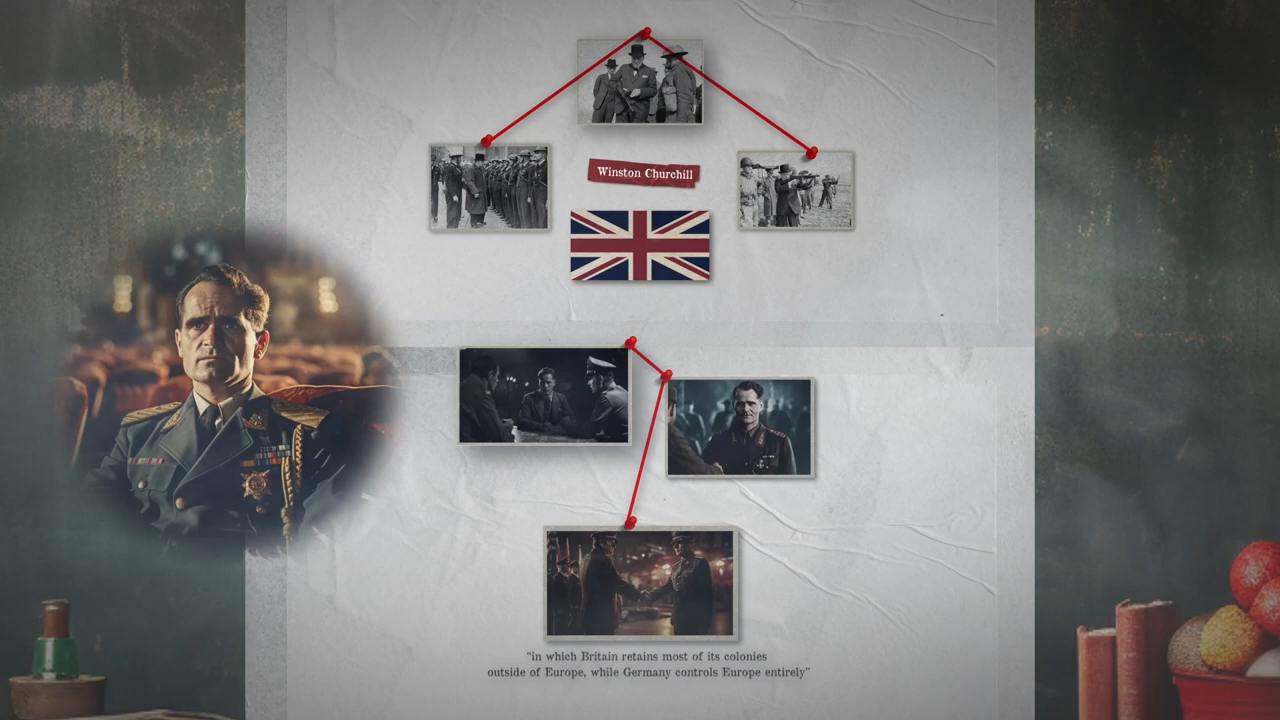 Winston Churchill
"in which Britain retains most of its colonies
outside of Europe, while Germany controls Europe entirely"